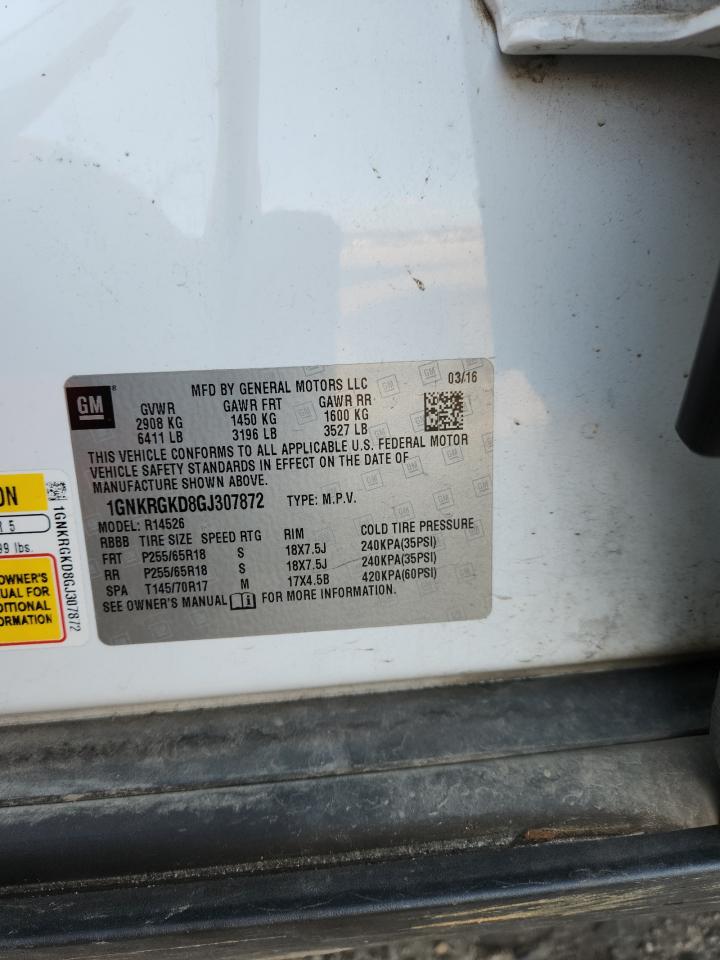 GM
MFD BY GENERAL MOTORS LLC 03/16
GVWR GAWR FRT GAWR RR
2908 KG 1450 KG 1600 KG
6411 LB 3196 LB 3527 LB
THIS VEHICLE CONFORMS TO ALL APPLICABLE U.S. FEDERAL MOTOR
VEHICLE SAFETY STANDARDS IN EFFECT ON THE DATE OF
MANUFACTURE SHOWN ABOVE.
1GNKRGKD8GJ307872 TYPE: M.P.V.
MODEL: R14526
RBBB TIRE SIZE SPEED RTG RIM COLD TIRE PRESSURE
FRT P255/65R18 S 18X7.5J 240KPA(35PSI)
RR P255/65R18 S 18X7.5J 240KPA(35PSI)
SPA T145/70R17 M 17X4.5B 420KPA(60PSI)
SEE OWNER'S MANUAL FOR MORE INFORMATION.
ON
R 5
99 lbs.
OWNER'S
UAL FOR
DITIONAL
ORMATION
1GNKRGKD8GJ307872